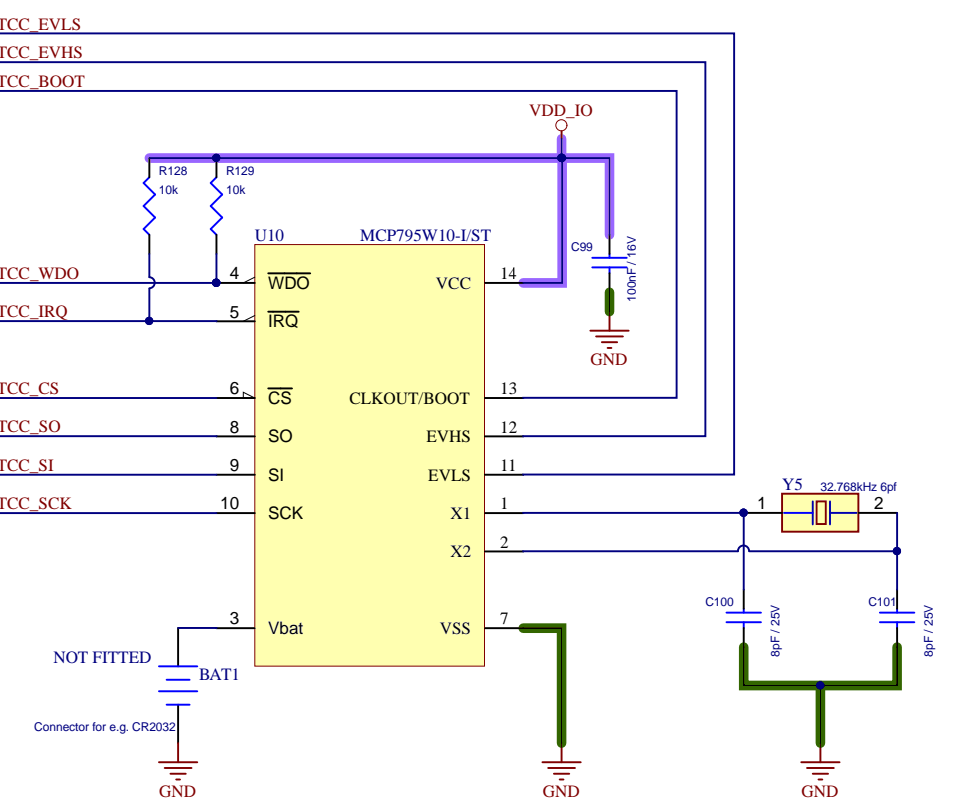 TCC_EVLS
TCC_EVHS
TCC_BOOT
VDD_IO
R128
10k
R129
10k
U10
MCP795W10-I/ST
C99
100nF / 16V
GND
TCC_WDO
4
WDO
VCC
14
TCC_IRQ
5
IRQ
TCC_CS
6
CS
CLKOUT/BOOT
13
TCC_SO
8
SO
EVHS
12
TCC_SI
9
SI
EVLS
11
TCC_SCK
10
SCK
X1
1
X2
2
Y5
32.768kHz 6pf
1
2
C100
8pF / 25V
C101
8pF / 25V
3
Vbat
VSS
7
NOT FITTED
BAT1
Connector for e.g. CR2032
GND
GND
GND